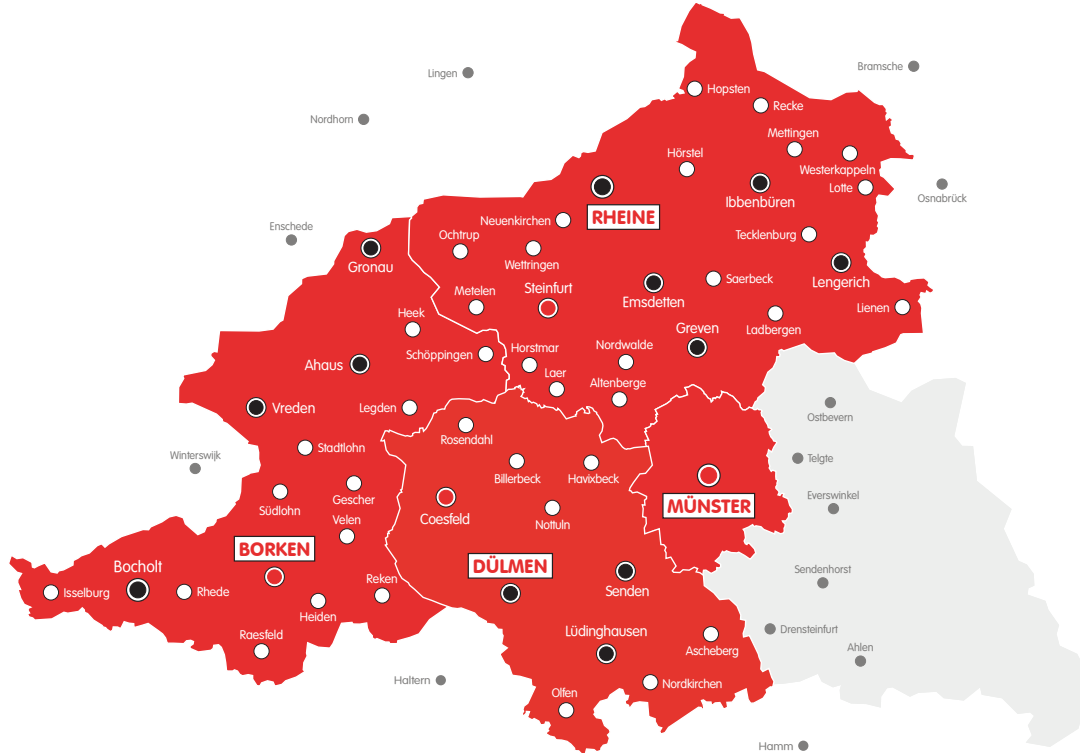 Lingen
Bramsche
Hopsten
Recke
Nordhorn
Mettingen
Hörstel
Westerkappeln
Lotte
Osnabrück
Ibbenbüren
RHEINE
Neuenkirchen
Enschede
Ochtrup
Tecklenburg
Gronau
Wettringen
Saerbeck
Lengerich
Metelen
Steinfurt
Emsdetten
Lienen
Heek
Greven
Ladbergen
Schöppingen
Horstmar
Nordwalde
Ahaus
Laer
Altenberge
Vreden
Legden
Ostbevern
Rosendahl
Stadtlohn
Winterswijk
Telgte
Billerbeck
Havixbeck
Gescher
Everswinkel
Südlohn
Coesfeld
MÜNSTER
Velen
Nottuln
BORKEN
Bocholt
DÜLMEN
Sendenhorst
Reken
Isselburg
Rhede
Senden
Heiden
Raesfeld
Lüdinghausen
Drensteinfurt
Ascheberg
Ahlen
Haltern
Nordkirchen
Olfen
Hamm